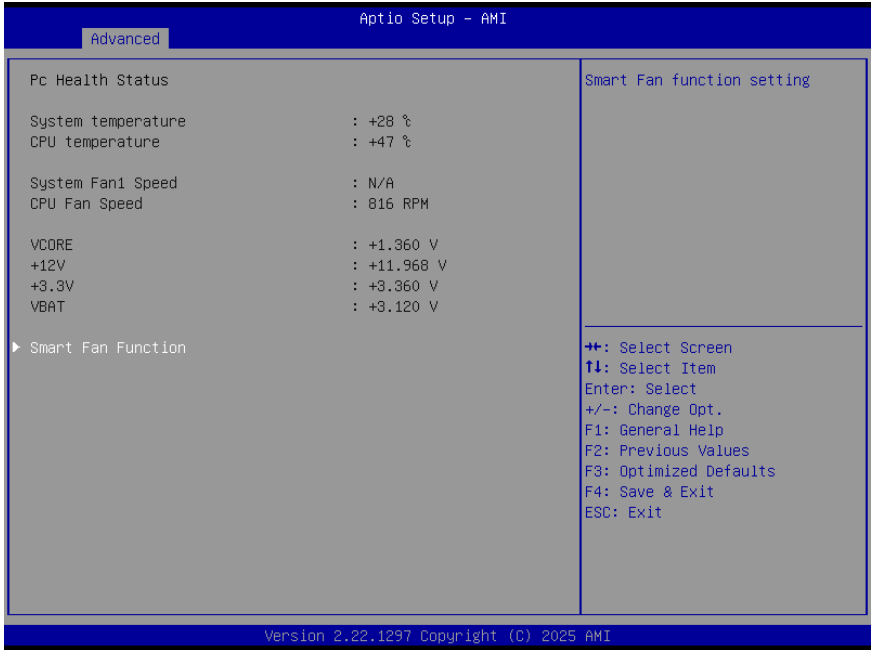 Aptio Setup – AMI
Advanced
Pc Health Status
System temperature : +28 ℃
CPU temperature : +47 ℃
System Fan1 Speed : N/A
CPU Fan Speed : 816 RPM
VCORE : +1.360 V
+12V : +11.968 V
+3.3V : +3.360 V
VBAT : +3.120 V
▶ Smart Fan Function
Smart Fan function setting
→←: Select Screen
↑↓: Select Item
Enter: Select
+/-: Change Opt.
F1: General Help
F2: Previous Values
F3: Optimized Defaults
F4: Save & Exit
ESC: Exit
Version 2.22.1297 Copyright (C) 2025 AMI